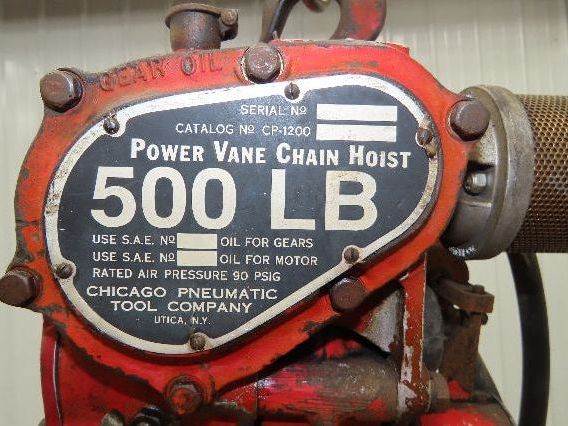 GEAR OIL
SERIAL Nº
CATALOG Nº CP-1200
POWER VANE CHAIN HOIST
500 LB
USE S.A.E. Nº OIL FOR GEARS
USE S.A.E. Nº OIL FOR MOTOR
RATED AIR PRESSURE 90 PSIG
CHICAGO PNEUMATIC
TOOL COMPANY
UTICA, N.Y.